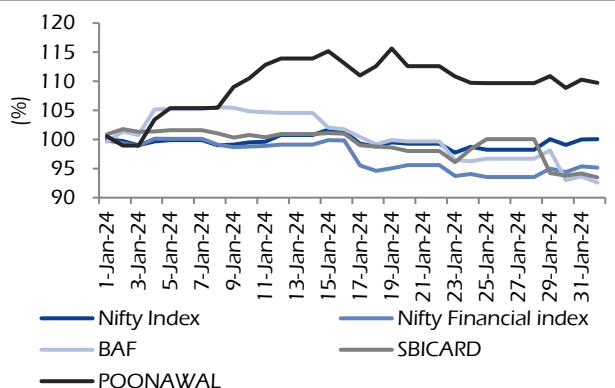 120
115
110
105
100
95
90
(%)
1-Jan-24
3-Jan-24
5-Jan-24
7-Jan-24
9-Jan-24
11-Jan-24
13-Jan-24
15-Jan-24
17-Jan-24
19-Jan-24
21-Jan-24
23-Jan-24
25-Jan-24
27-Jan-24
29-Jan-24
31-Jan-24
Nifty Index
Nifty Financial index
BAF
SBICARD
POONAWAL